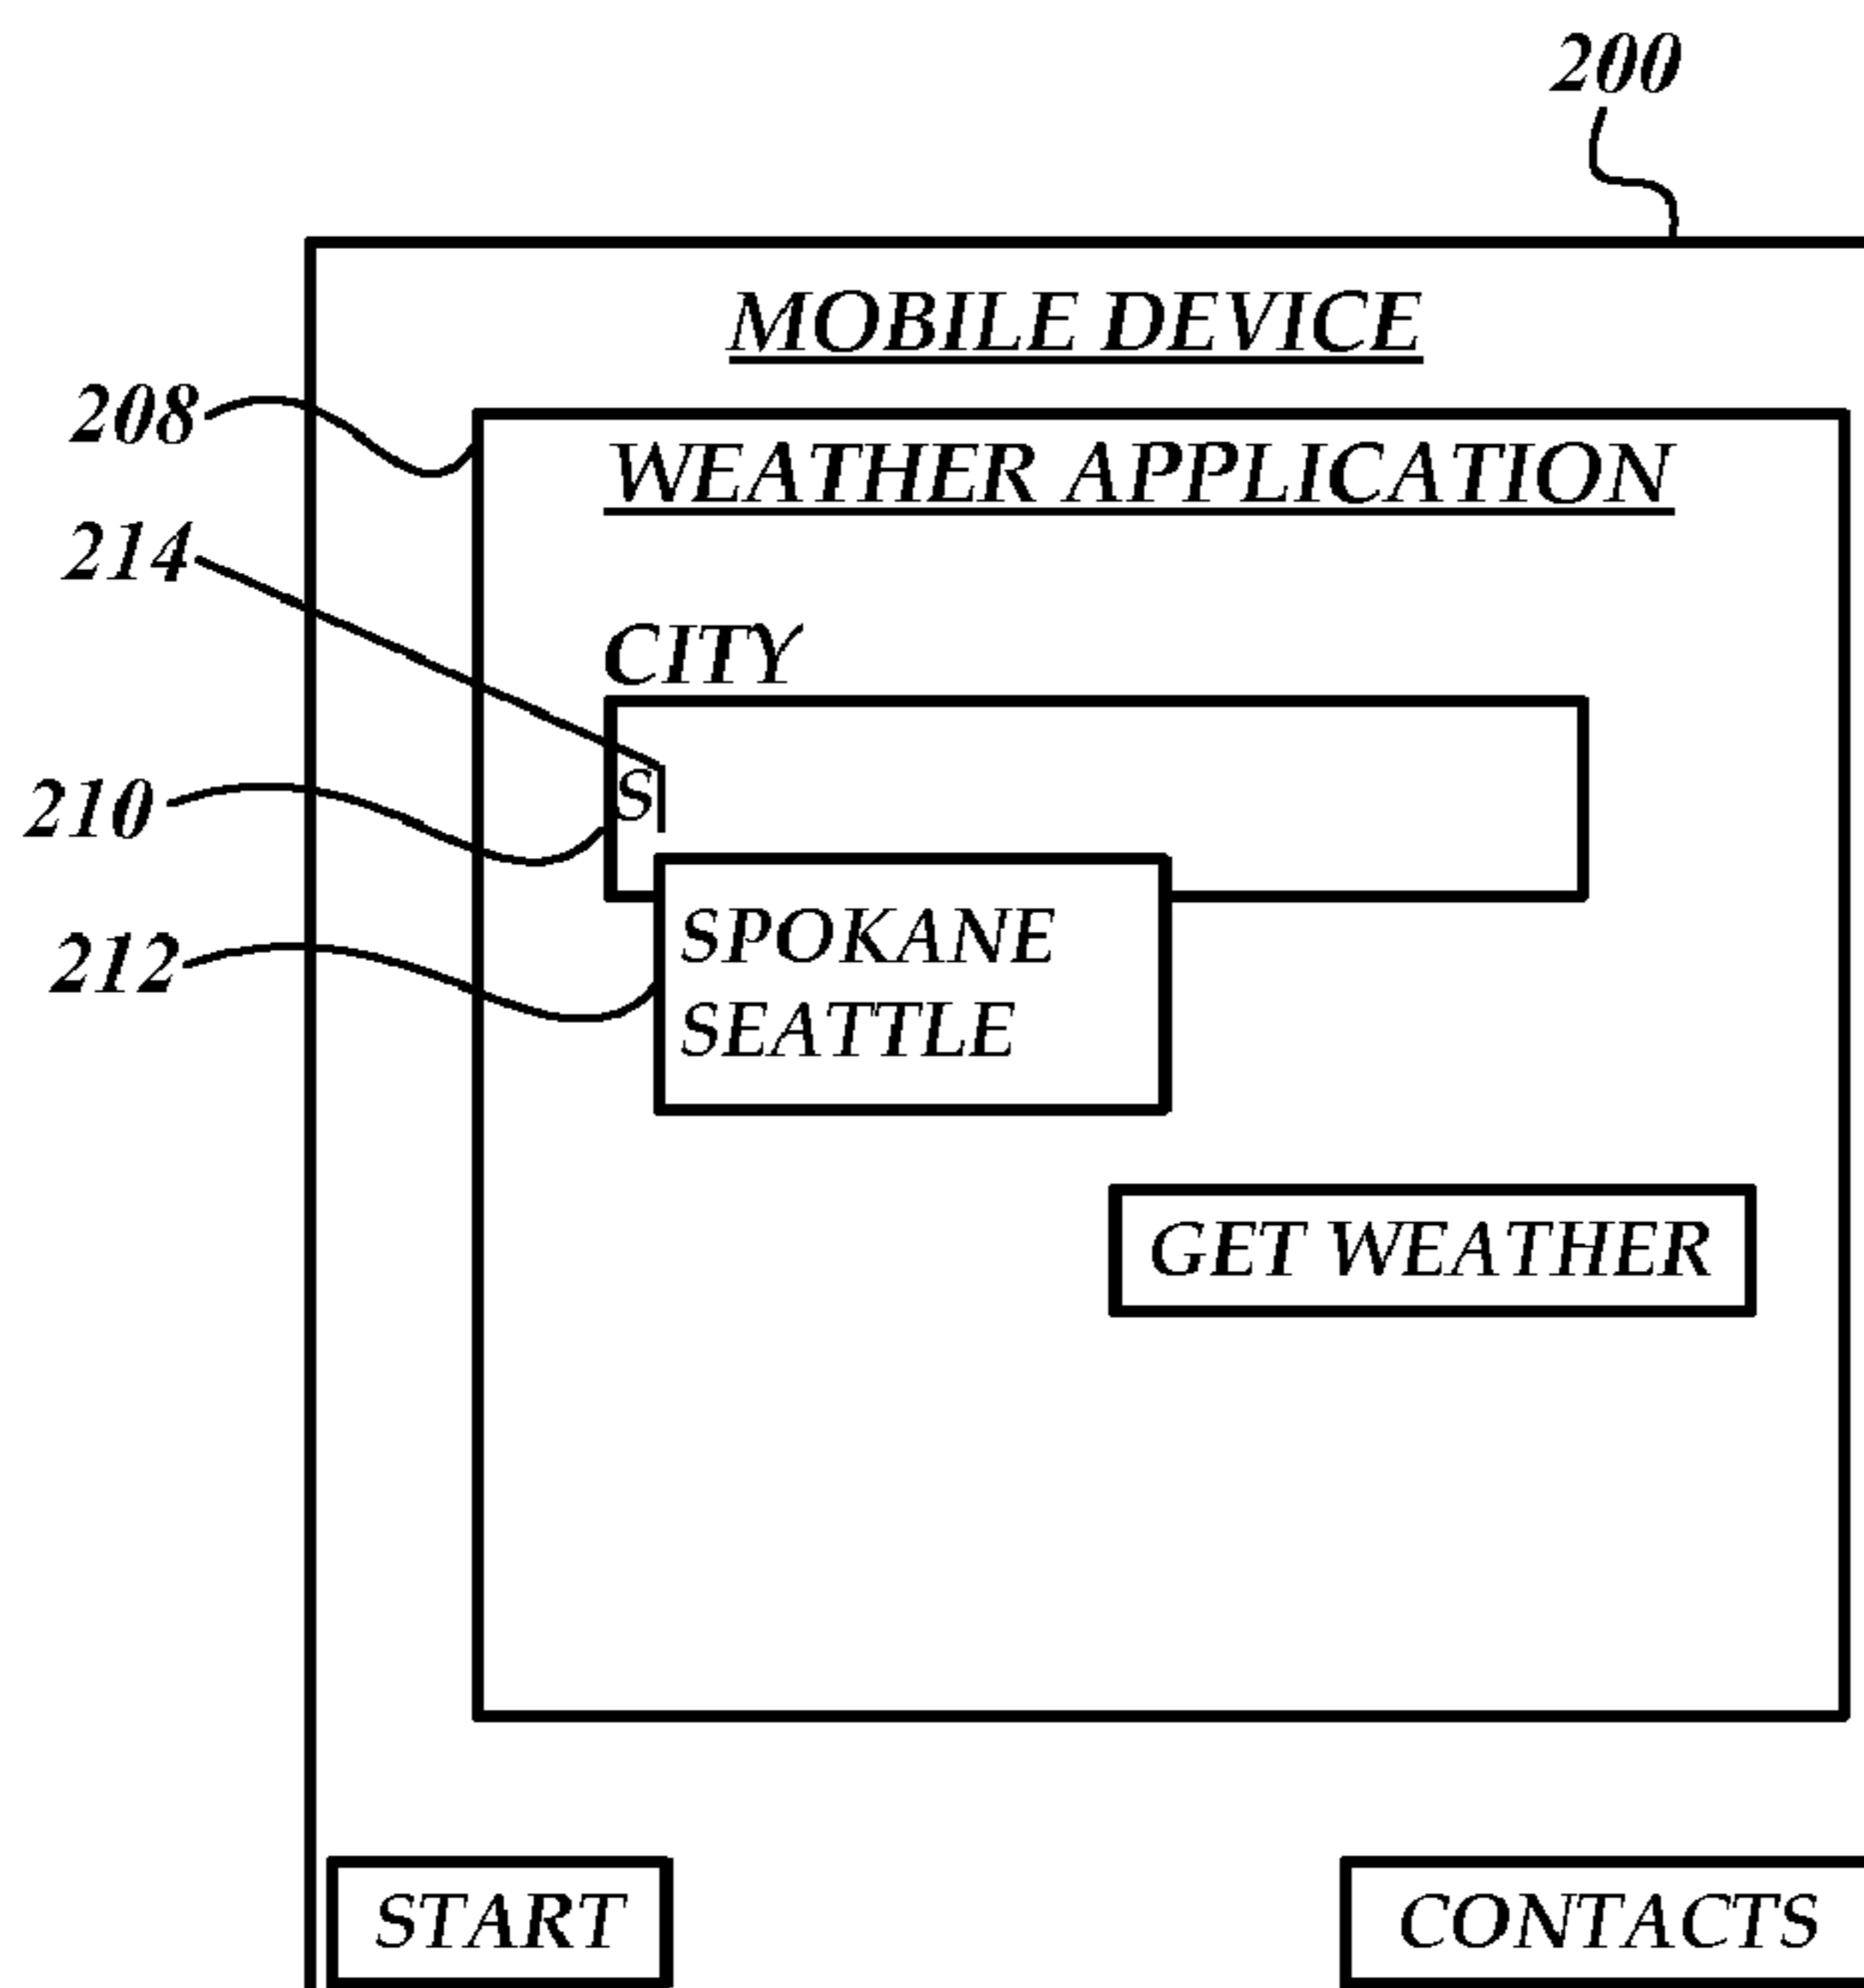 200
MOBILE DEVICE
208
WEATHER APPLICATION
214
CITY
210
S
212
SPOKANE
SEATTLE
GET WEATHER
START
CONTACTS